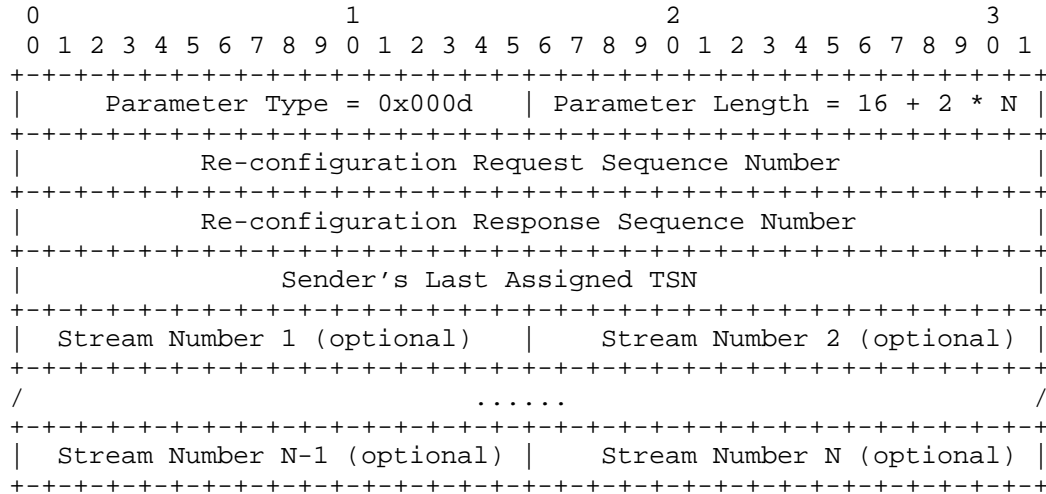 0                   1                   2                   3
 0 1 2 3 4 5 6 7 8 9 0 1 2 3 4 5 6 7 8 9 0 1 2 3 4 5 6 7 8 9 0 1
+-+-+-+-+-+-+-+-+-+-+-+-+-+-+-+-+-+-+-+-+-+-+-+-+-+-+-+-+-+-+-+-+
|     Parameter Type = 0x000d   | Parameter Length = 16 + 2 * N |
+-+-+-+-+-+-+-+-+-+-+-+-+-+-+-+-+-+-+-+-+-+-+-+-+-+-+-+-+-+-+-+-+
|           Re-configuration Request Sequence Number            |
+-+-+-+-+-+-+-+-+-+-+-+-+-+-+-+-+-+-+-+-+-+-+-+-+-+-+-+-+-+-+-+-+
|           Re-configuration Response Sequence Number           |
+-+-+-+-+-+-+-+-+-+-+-+-+-+-+-+-+-+-+-+-+-+-+-+-+-+-+-+-+-+-+-+-+
|                Sender’s Last Assigned TSN                     |
+-+-+-+-+-+-+-+-+-+-+-+-+-+-+-+-+-+-+-+-+-+-+-+-+-+-+-+-+-+-+-+-+
|  Stream Number 1 (optional)   |    Stream Number 2 (optional) |
+-+-+-+-+-+-+-+-+-+-+-+-+-+-+-+-+-+-+-+-+-+-+-+-+-+-+-+-+-+-+-+-+
/                            ......                             /
+-+-+-+-+-+-+-+-+-+-+-+-+-+-+-+-+-+-+-+-+-+-+-+-+-+-+-+-+-+-+-+-+
|  Stream Number N-1 (optional) |    Stream Number N (optional) |
+-+-+-+-+-+-+-+-+-+-+-+-+-+-+-+-+-+-+-+-+-+-+-+-+-+-+-+-+-+-+-+-+